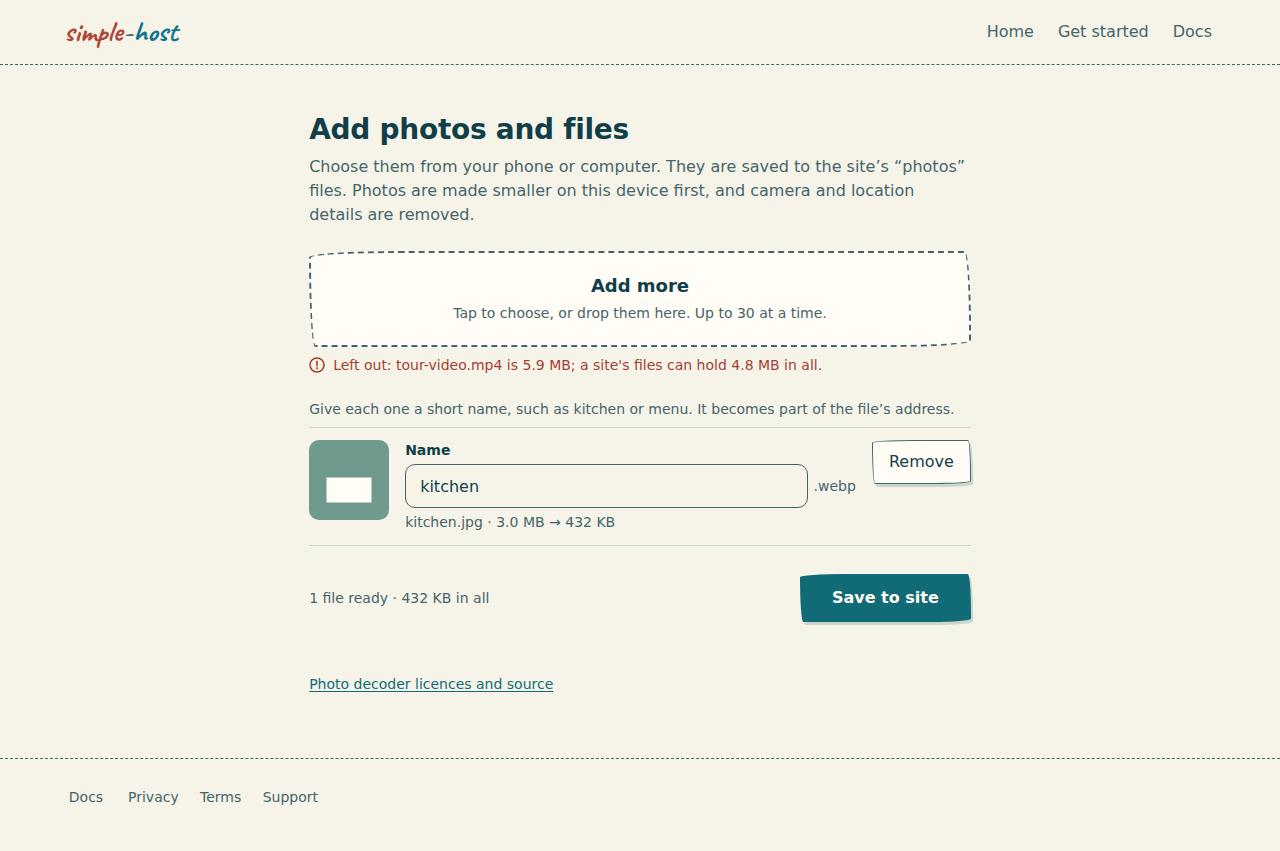 simple-host
Home Get started Docs
Add photos and files
Choose them from your phone or computer. They are saved to the site’s “photos”
files. Photos are made smaller on this device first, and camera and location
details are removed.
Add more
Tap to choose, or drop them here. Up to 30 at a time.
Left out: tour-video.mp4 is 5.9 MB; a site's files can hold 4.8 MB in all.
Give each one a short name, such as kitchen or menu. It becomes part of the file’s address.
Name
Remove
kitchen .webp
kitchen.jpg · 3.0 MB → 432 KB
1 file ready · 432 KB in all
Save to site
Photo decoder licences and source
Docs Privacy Terms Support